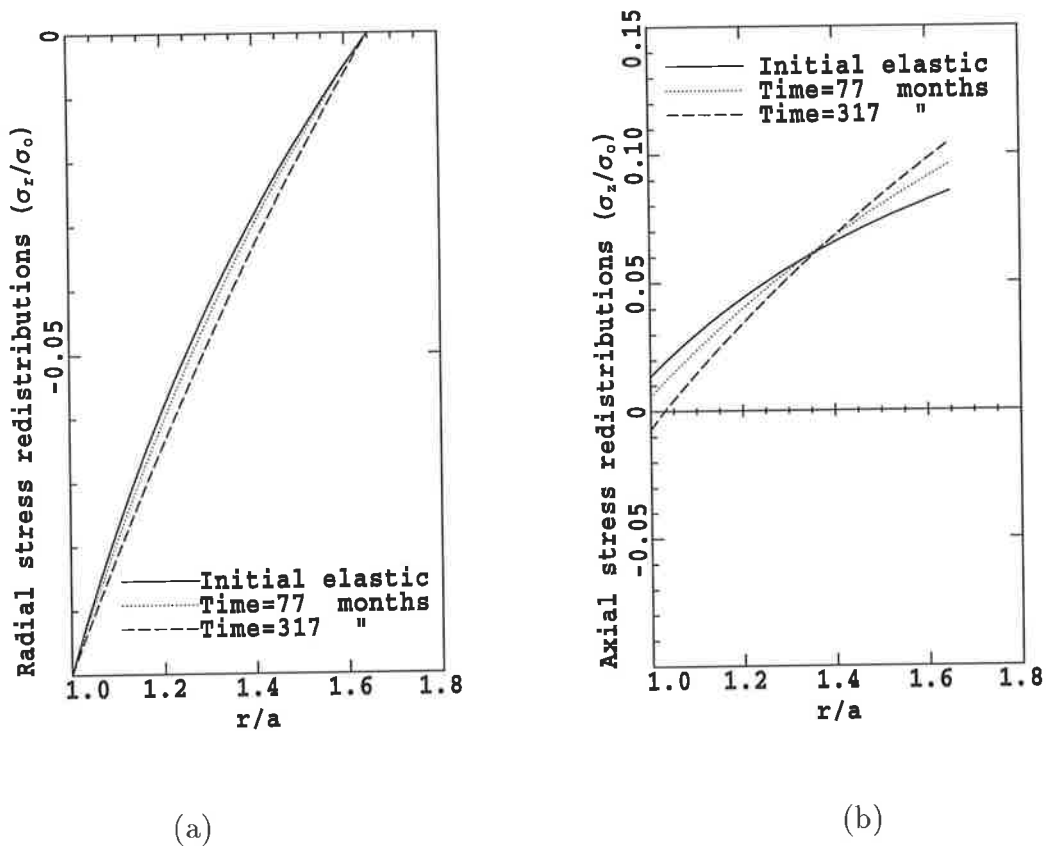 0
-0.05
Radial stress redistributions (σr/σo)
Initial elastic
Time=77 months
Time=317 "
1.0 1.2 1.4 1.6 1.8
r/a
(a)
0.15
0.10
0.05
0
-0.05
Axial stress redistributions (σz/σo)
Initial elastic
Time=77 months
Time=317 "
1.0 1.2 1.4 1.6 1.8
r/a
(b)